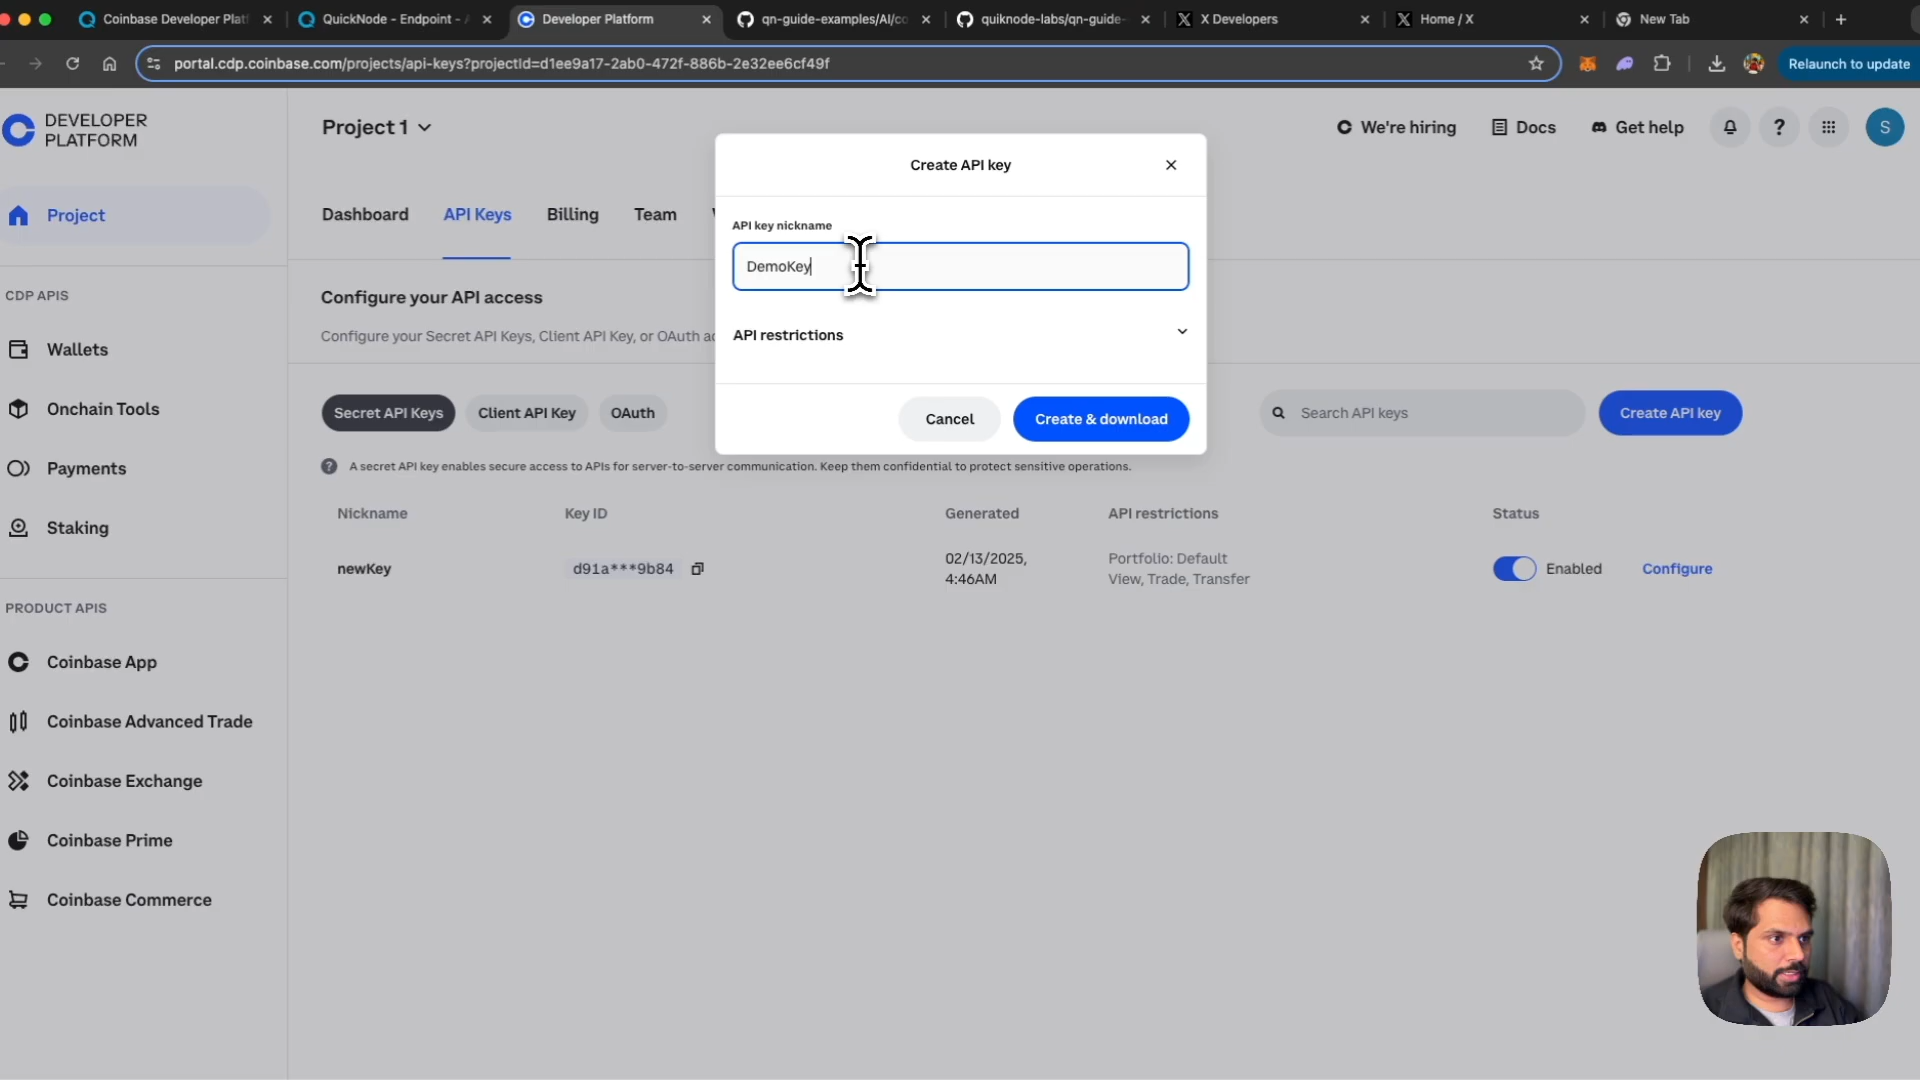 Coinbase Developer Plat
QuickNode - Endpoint -
Developer Platform
qn-guide-examples/AI/co
quiknode-labs/qn-guide-
X Developers
Home / X
New Tab
portal.cdp.coinbase.com/projects/api-keys?projectId=d1ee9a17-2ab0-472f-886b-2e32ee6cf49f
Relaunch to update
DEVELOPER
PLATFORM
Project 1
We're hiring
Docs
Get help
S
Project
Dashboard
API Keys
Billing
Team
Create API key
API key nickname
DemoKey
API restrictions
Cancel
Create & download
CDP APIS
Wallets
Onchain Tools
Payments
Staking
PRODUCT APIS
Coinbase App
Coinbase Advanced Trade
Coinbase Exchange
Coinbase Prime
Coinbase Commerce
Configure your API access
Configure your Secret API Keys, Client API Key, or OAuth ac
Secret API Keys
Client API Key
OAuth
Search API keys
Create API key
A secret API key enables secure access to APIs for server-to-server communication. Keep them confidential to protect sensitive operations.
Nickname
Key ID
Generated
API restrictions
Status
newKey
d91a***9b84
02/13/2025,
4:46AM
Portfolio: Default
View, Trade, Transfer
Enabled
Configure